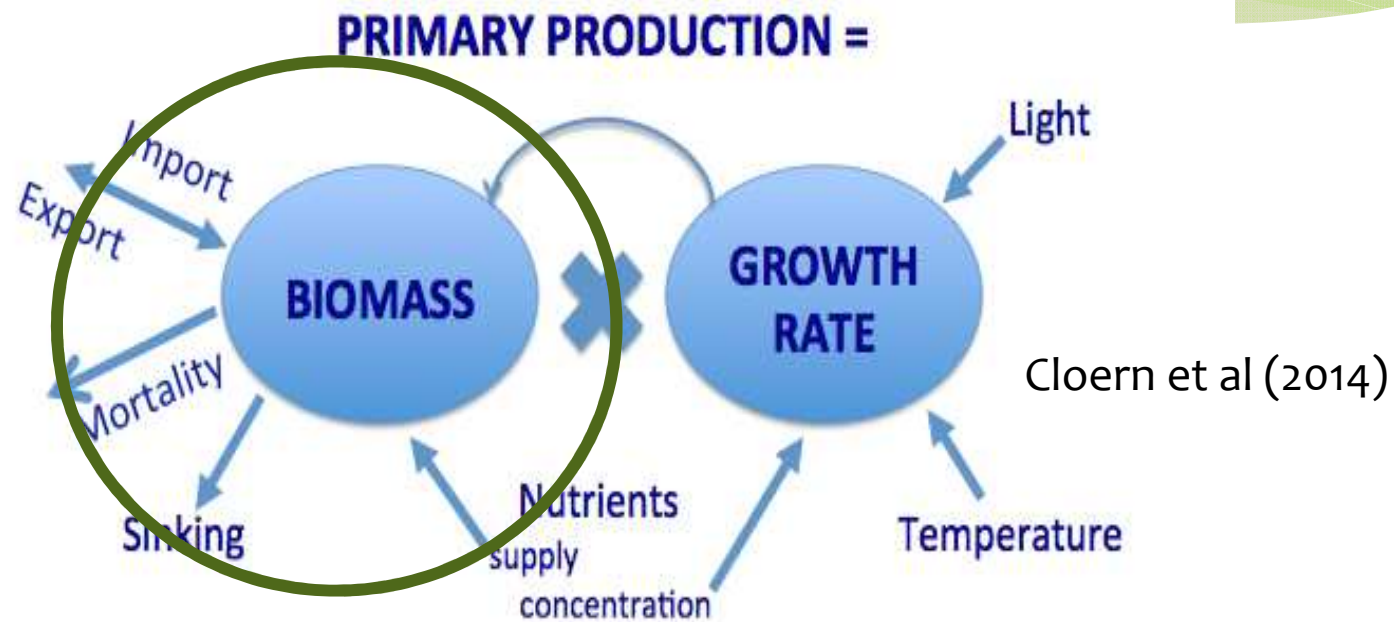 PRIMARY PRODUCTION =
Import
Export
Light
BIOMASS
GROWTH
RATE
Cloern et al (2014)
Mortality
Sinking
Nutrients
supply
concentration
Temperature